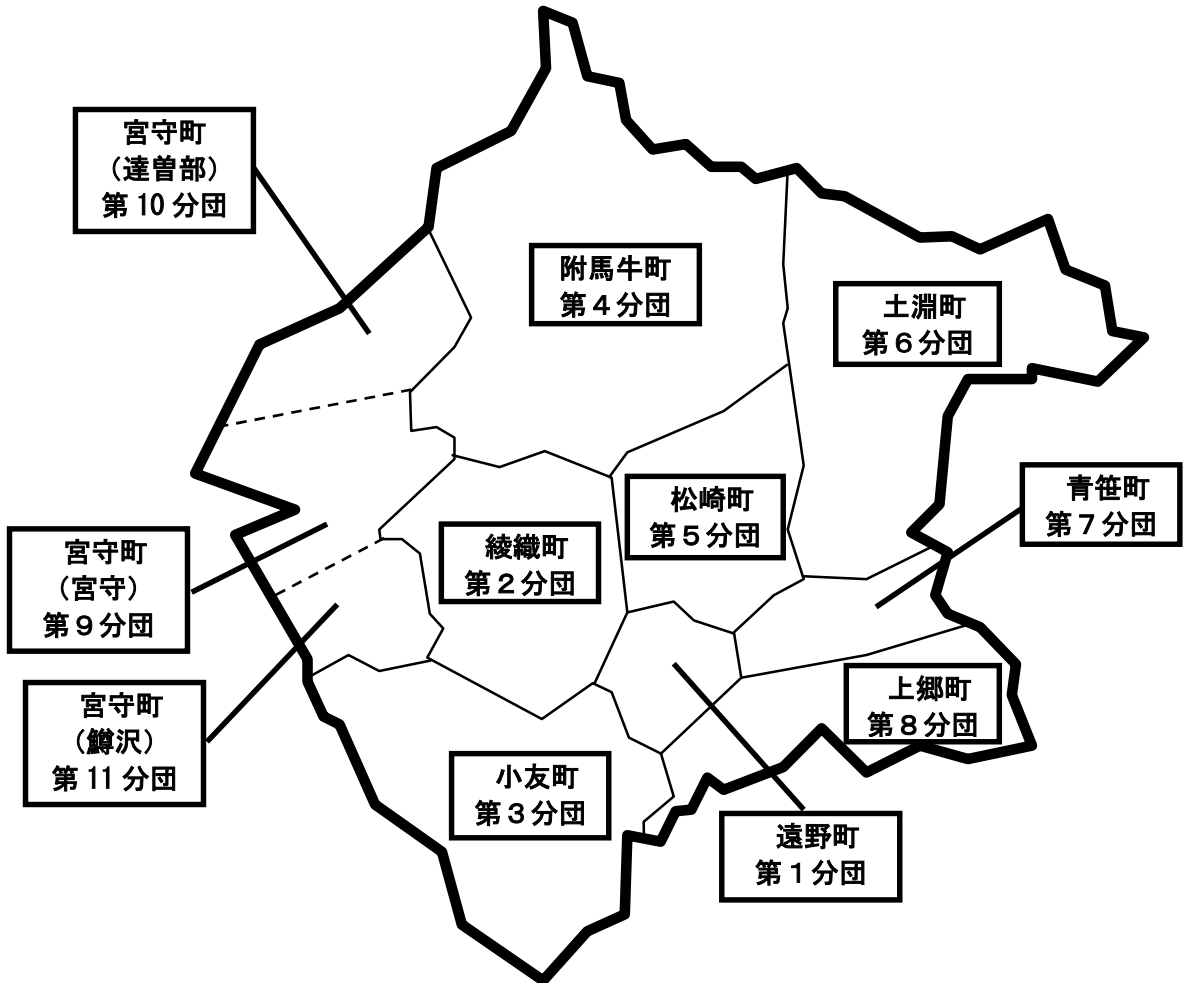 宮守町
（達曽部）
第10分団
附馬牛町
第４分団
土淵町
第６分団
松崎町
第５分団
青笹町
第７分団
綾織町
第２分団
宮守町
（宮守）
第９分団
宮守町
（鱒沢）
第11分団
上郷町
第８分団
小友町
第３分団
遠野町
第１分団